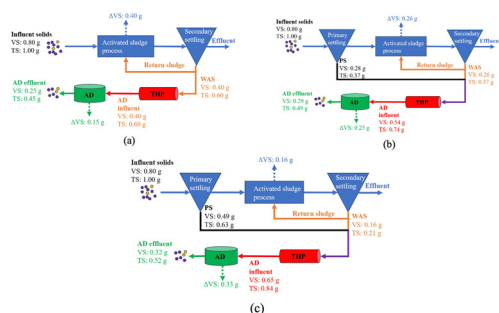 ΔVS: 0.40 g
Secondary
settling
Influent solids
VS: 0.80 g
TS: 1.00 g
Activated sludge
process
Effluent
Return sludge
WAS
VS: 0.40 g
TS: 0.60 g
AD effluent
VS: 0.25 g
TS: 0.45 g
AD
THP
AD
influent
VS: 0.40 g
TS: 0.60 g
ΔVS: 0.15 g
(a)
ΔVS: 0.26 g
Influent solids
VS: 0.80 g
TS: 1.00 g
Primary
settling
Activated sludge
process
Secondary
settling
Effluent
PS
VS: 0.28 g
TS: 0.37 g
Return sludge
WAS
VS: 0.26 g
TS: 0.37 g
AD effluent
VS: 0.29 g
TS: 0.49 g
AD
THP
AD
influent
VS: 0.54 g
TS: 0.74 g
ΔVS: 0.25 g
(b)
ΔVS: 0.16 g
Influent solids
VS: 0.80 g
TS: 1.00 g
Primary
settling
Activated sludge
process
Secondary
settling
Effluent
PS
VS: 0.49 g
TS: 0.63 g
Return sludge
WAS
VS: 0.16 g
TS: 0.21 g
AD effluent
VS: 0.32 g
TS: 0.52 g
AD
THP
AD
influent
VS: 0.65 g
TS: 0.84 g
ΔVS: 0.33 g
(c)